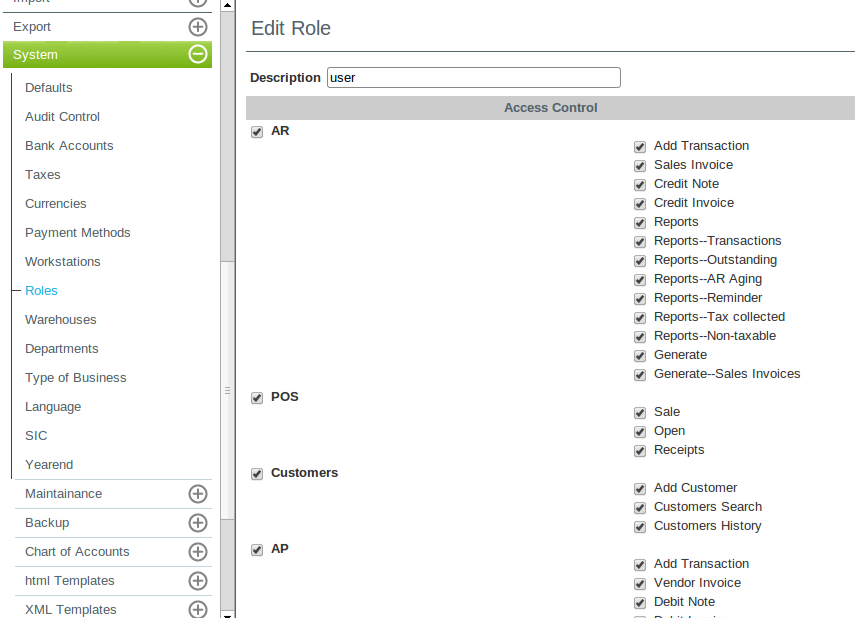 Import
Export
System
Defaults
Audit Control
Bank Accounts
Taxes
Currencies
Payment Methods
Workstations
Roles
Warehouses
Departments
Type of Business
Language
SIC
Yearend
Maintainance
Backup
Chart of Accounts
html Templates
XML Templates
Edit Role
Description user
Access Control
AR
Add Transaction
Sales Invoice
Credit Note
Credit Invoice
Reports
Reports--Transactions
Reports--Outstanding
Reports--AR Aging
Reports--Reminder
Reports--Tax collected
Reports--Non-taxable
Generate
Generate--Sales Invoices
POS
Sale
Open
Receipts
Customers
Add Customer
Customers Search
Customers History
AP
Add Transaction
Vendor Invoice
Debit Note
Debit Invoice